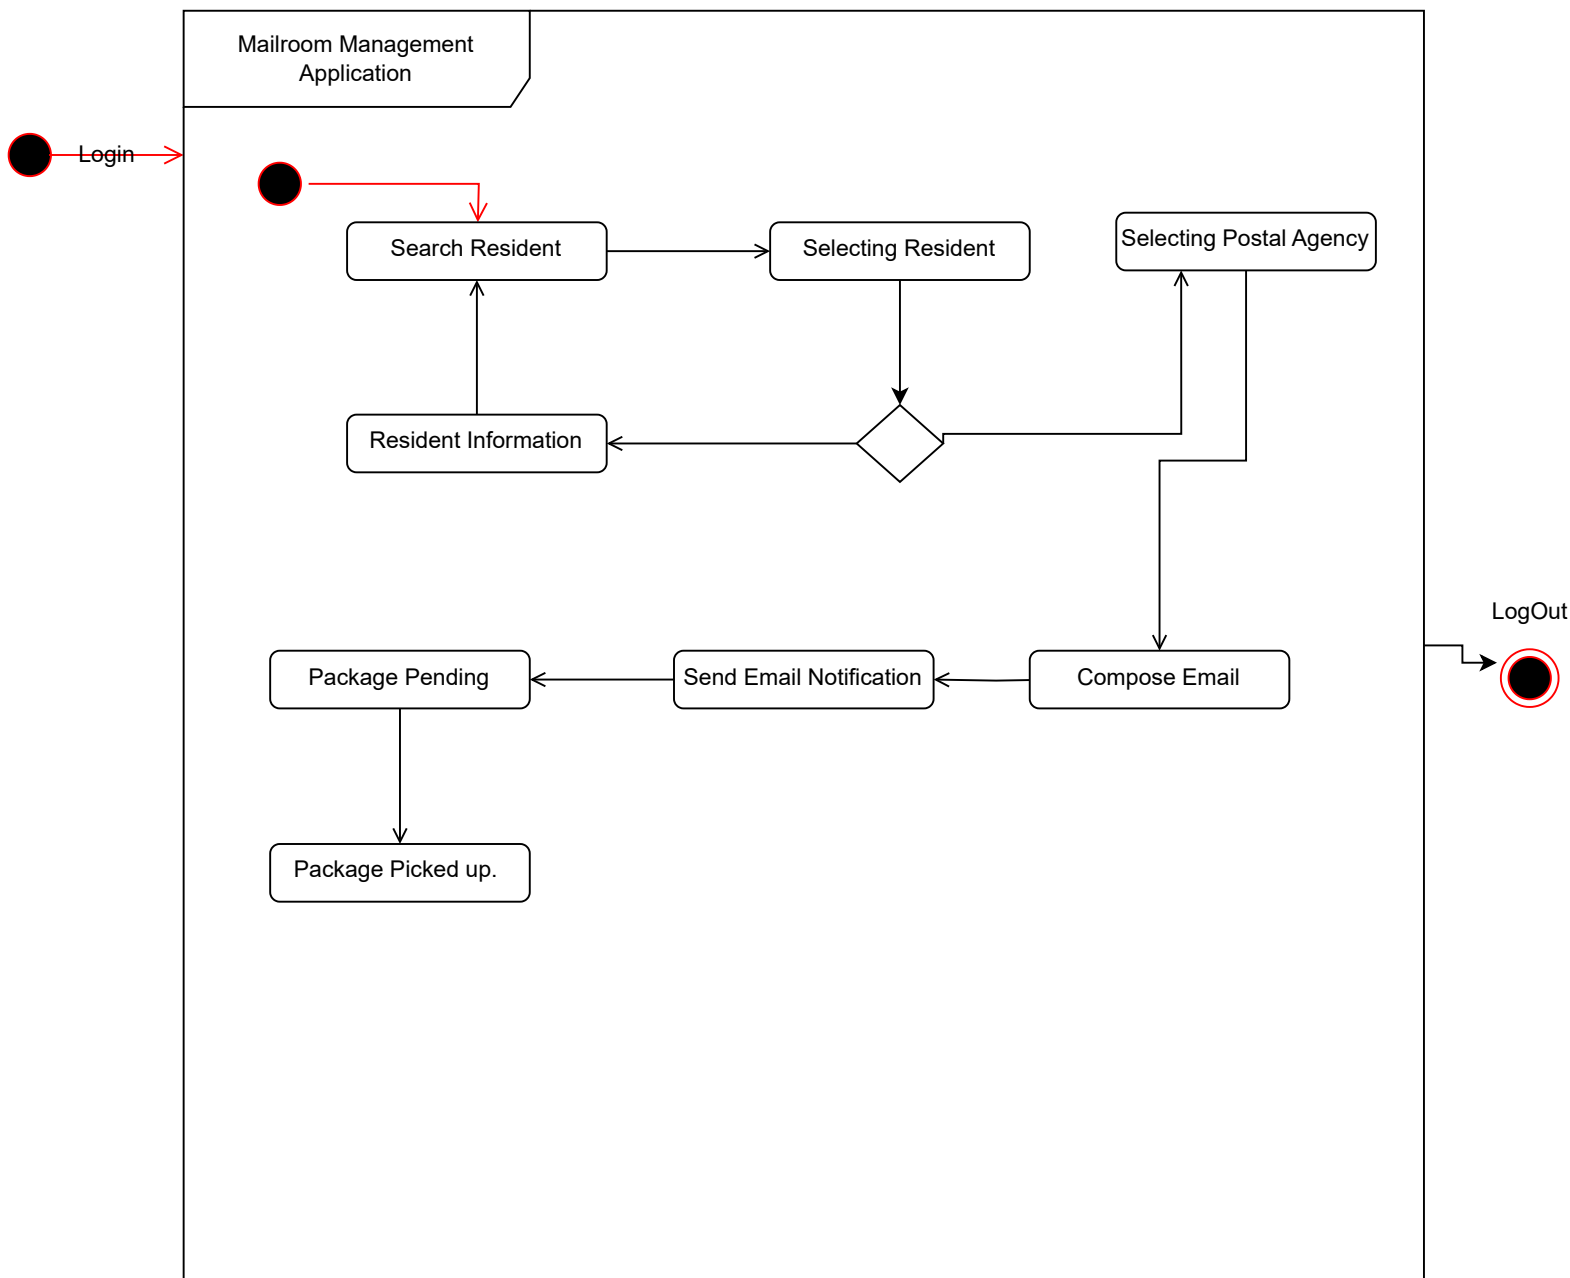 Mailroom Management
Application
Login
Search Resident
Selecting Resident
Selecting Postal Agency
Resident Information
LogOut
Package Pending
Send Email Notification
Compose Email
Package Picked up.